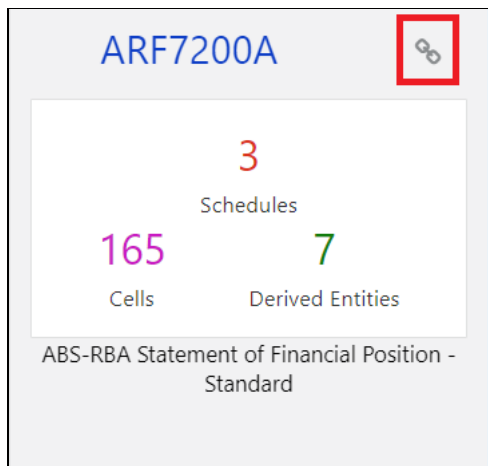 ARF7200A
3
Schedules
165 7
Cells Derived Entities
ABS-RBA Statement of Financial Position -
Standard